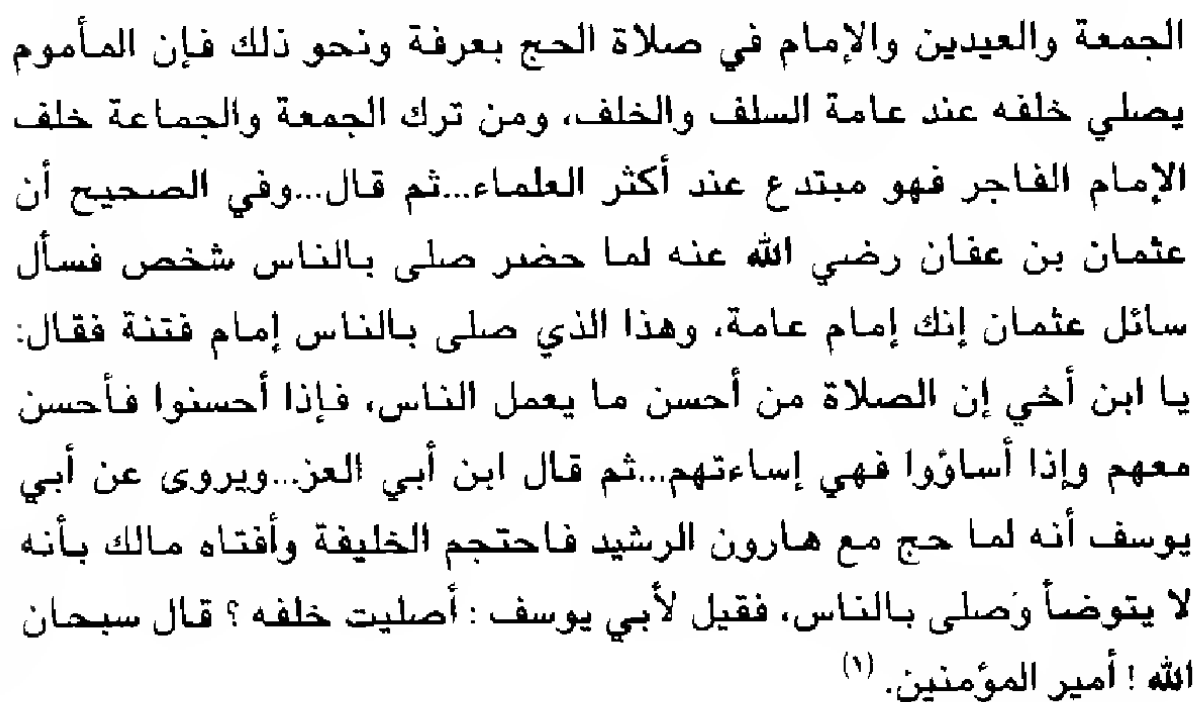 الجمعة والعيدين والإمام في صلاة الحج بعرفة ونحو ذلك فإن المأموم
يصلي خلفه عند عامة السلف والخلف، ومن ترك الجمعة والجماعة خلف
الإمام الفاجر فهو مبتدع عند أكثر العلماء...ثم قال...وفي الصحيح أن
عثمان بن عفان رضي الله عنه لما حضر صلى بالناس شخص فسأل
سائل عثمان إنك إمام عامة، وهذا الذي صلى بالناس إمام فتنة فقال:
يا ابن أخي إن الصلاة من أحسن ما يعمل الناس، فإذا أحسنوا فأحسن
معهم وإذا أساؤوا فهي إساءتهم...ثم قال ابن أبي العز...ويروى عن أبي
يوسف أنه لما حج مع هارون الرشيد فاحتجم الخليفة وأفتاه مالك بأنه
لا يتوضأ وَصلى بالناس، فقيل لأبي يوسف : أصليت خلفه ؟ قال سبحان
الله ! أمير المؤمنين. (١)